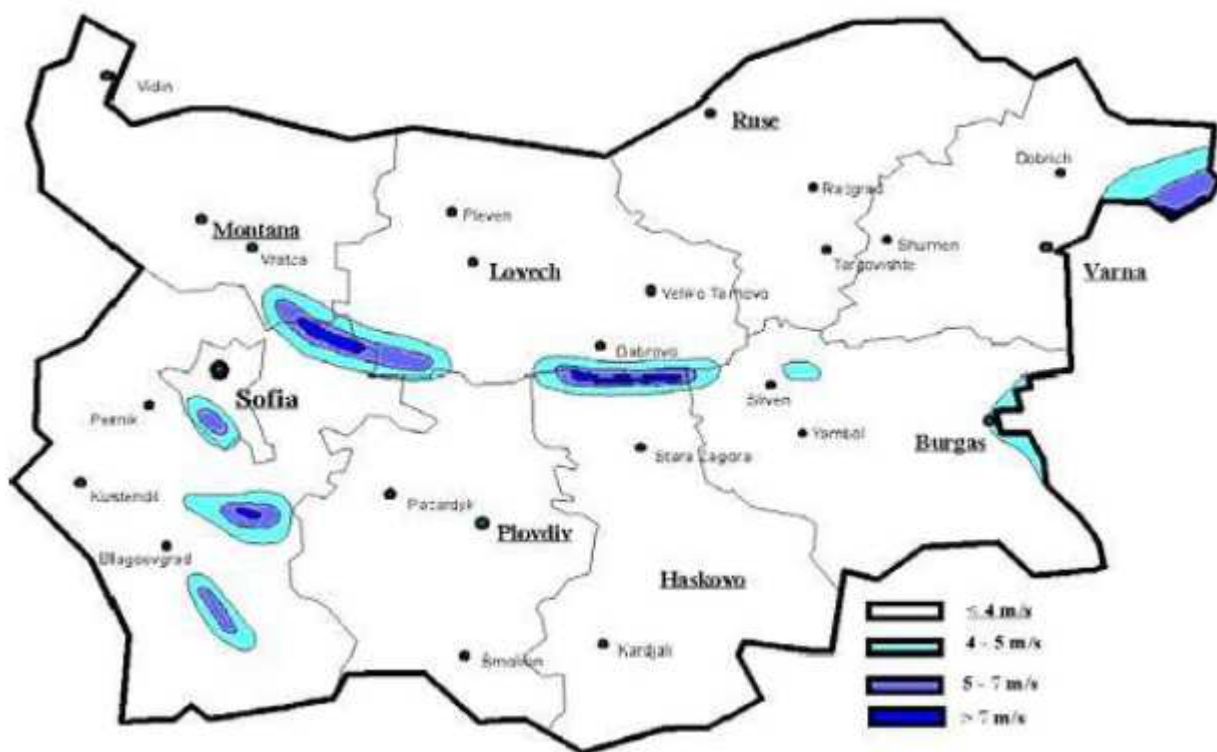 Vidin
Ruse
Dobrich
Razgrad
Pleven
Montana
Vratca
Shumen
Targovishte
Varna
Lovech
Veliko Tarnovo
Gabrovo
Sofia
Sliven
Pernik
Yambol
Burgas
Stara Zagora
Kustendil
Pazardjik
Plovdiv
Blagoevgrad
Haskowo
Kardjali
Smolian
≤ 4 m/s
4 - 5 m/s
5 - 7 m/s
> 7 m/s